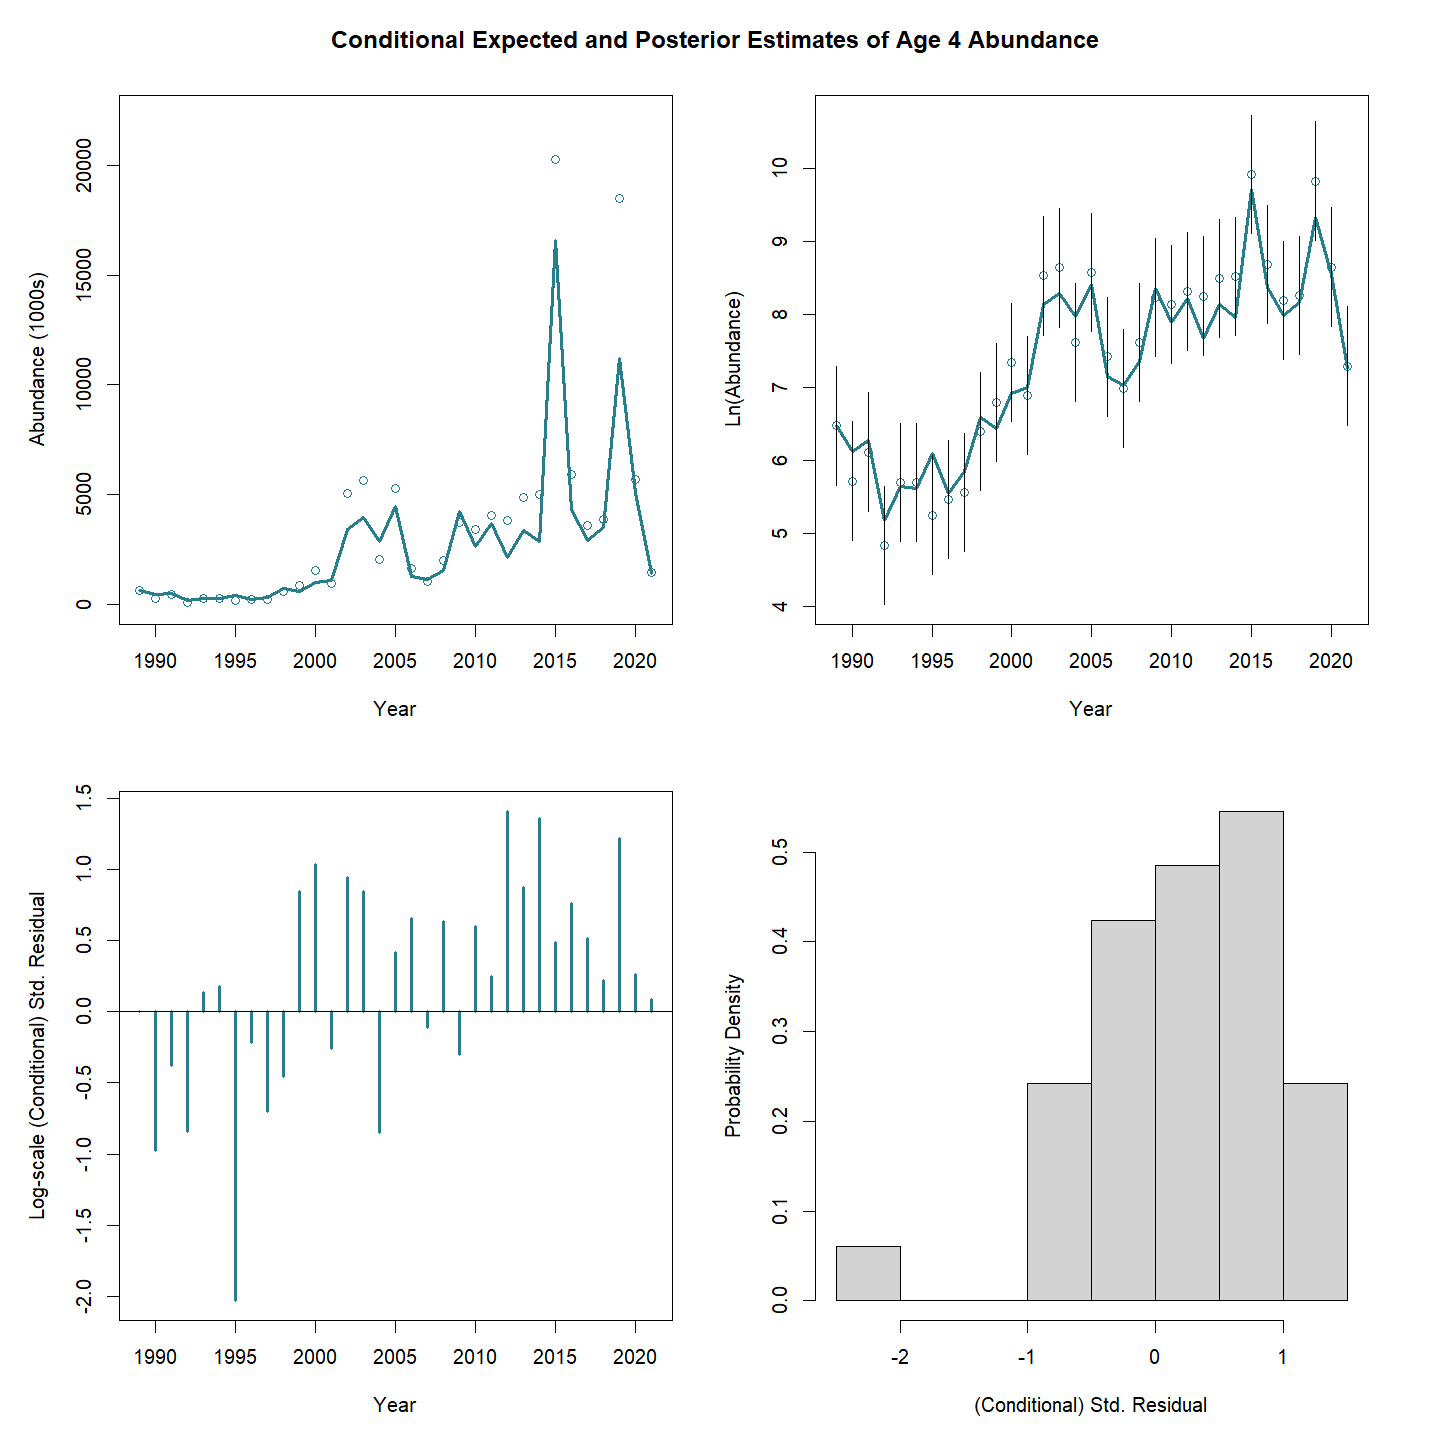 Conditional Expected and Posterior Estimates of Age 4 Abundance
Abundance (1000s)
0 5000 10000 15000 20000
1990 1995 2000 2005 2010 2015 2020
Year
Ln(Abundance)
4 5 6 7 8 9 10
1990 1995 2000 2005 2010 2015 2020
Year
Log-scale (Conditional) Std. Residual
-2.0 -1.5 -1.0 -0.5 0.0 0.5 1.0 1.5
1990 1995 2000 2005 2010 2015 2020
Year
Probability Density
0.0 0.1 0.2 0.3 0.4 0.5
-2 -1 0 1
(Conditional) Std. Residual